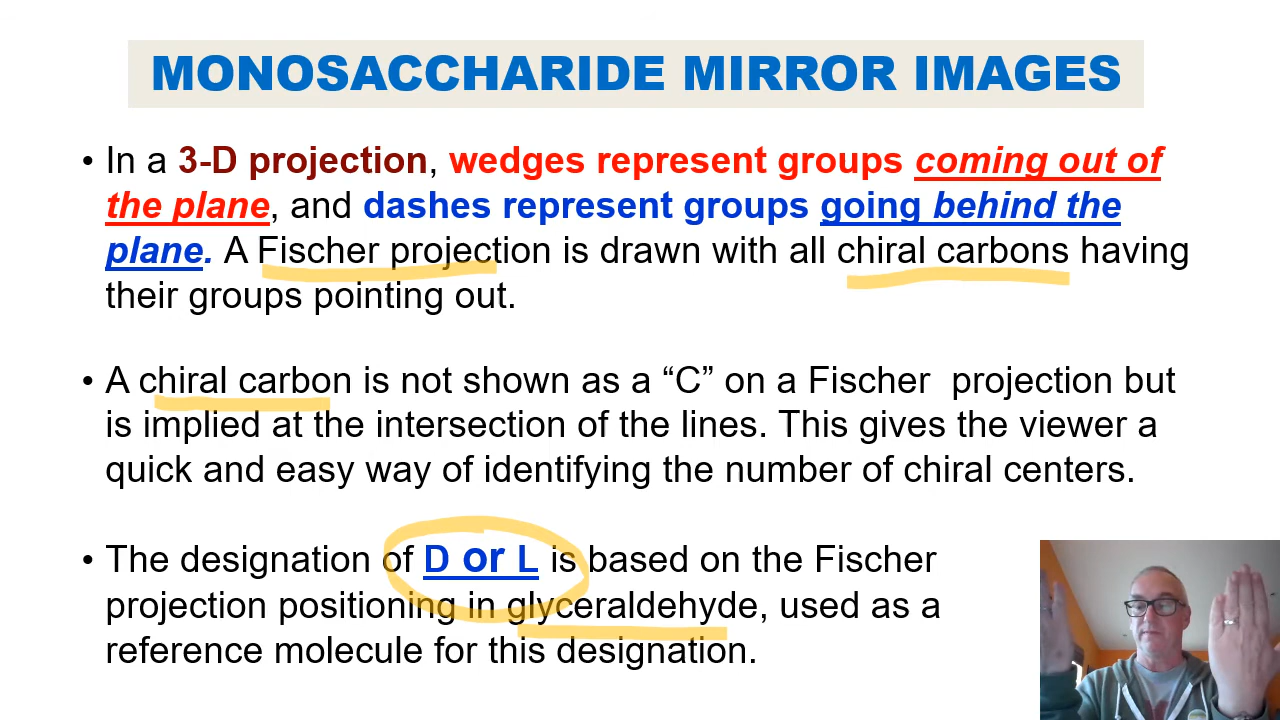 MONOSACCHARIDE MIRROR IMAGES
• In a 3-D projection, wedges represent groups coming out of
the plane, and dashes represent groups going behind the
plane. A Fischer projection is drawn with all chiral carbons having
their groups pointing out.
• A chiral carbon is not shown as a “C” on a Fischer  projection but
is implied at the intersection of the lines. This gives the viewer a
quick and easy way of identifying the number of chiral centers.
• The designation of D or L is based on the Fischer
projection positioning in glyceraldehyde, used as a
reference molecule for this designation.